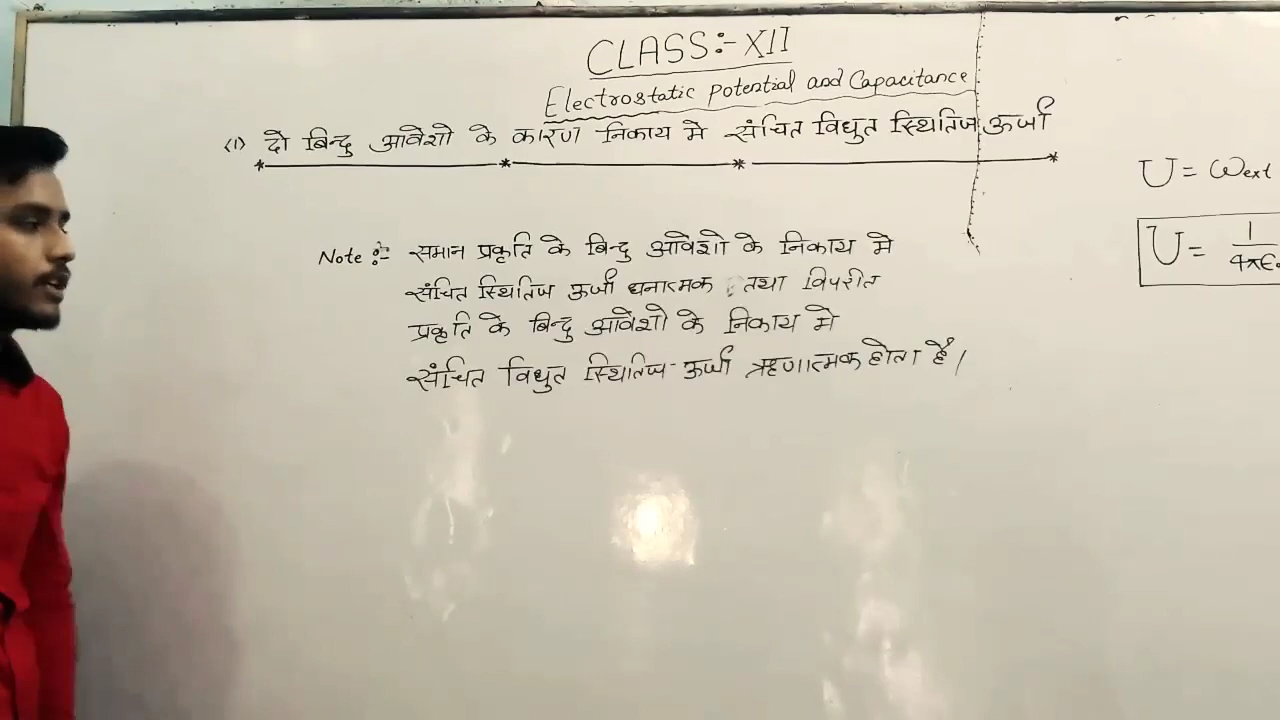 CLASS:- XII
Electrostatic Potential and Capacitance
(1) दो बिन्दु आवेशो के कारण निकाय मे संचित विधुत स्थितिज ऊर्जा
Note :- समान प्रकृति के बिन्दु आवेशो के निकाय मे
संचित स्थितिज ऊर्जा धनात्मक तथा विपरीत
प्रकृति के बिन्दु आवेशो के निकाय मे
संचित विधुत स्थितिज ऊर्जा ऋणात्मक होता है।
U = Wext
U = 1/4πε₀